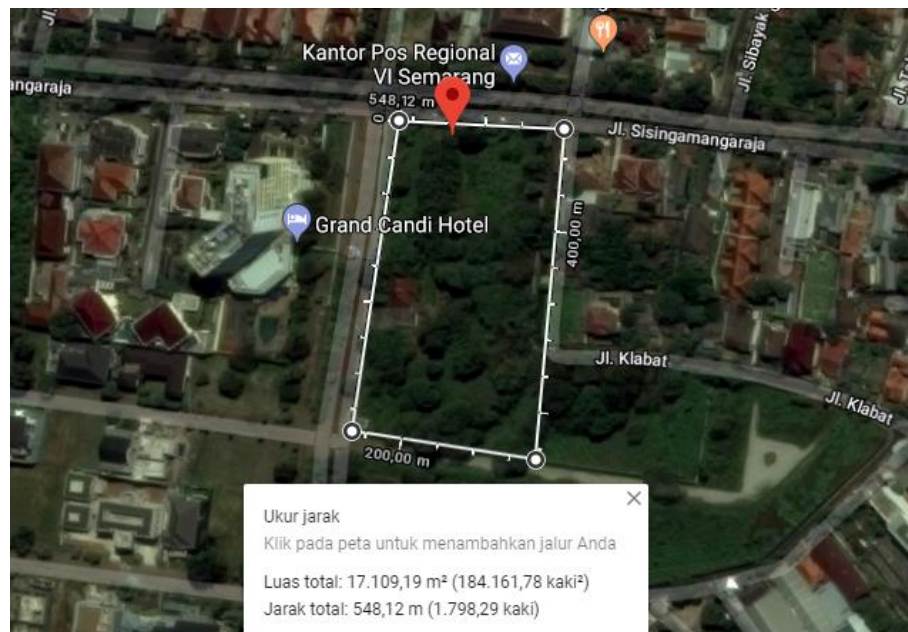 Kantor Pos Regional
VI Semarang
Jl. Sibayak
angaraja
548,12 m
0
Jl. Sisingamangaraja
Grand Candi Hotel
400,00 m
Jl. Klabat
Jl. Klabat
200,00 m
Ukur jarak
Klik pada peta untuk menambahkan jalur Anda
Luas total: 17.109,19 m² (184.161,78 kaki²)
Jarak total: 548,12 m (1.798,29 kaki)